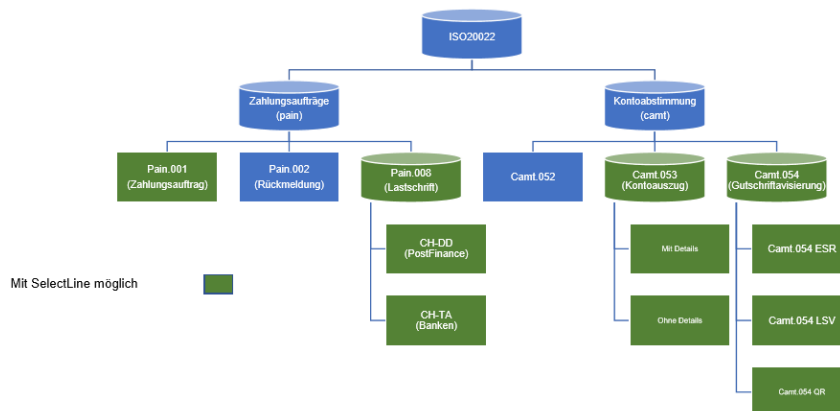 ISO20022
Zahlungsaufträge
(pain)
Kontoabstimmung
(camt)
Pain.001
(Zahlungsauftrag)
Pain.002
(Rückmeldung)
Pain.008
(Lastschrift)
Camt.052
Camt.053
(Kontoauszug)
Camt.054
(Gutschriftavisierung)
CH-DD
(PostFinance)
Mit Details
Camt.054 ESR
Mit SelectLine möglich
CH-TA
(Banken)
Ohne Details
Camt.054 LSV
Camt.054 QR